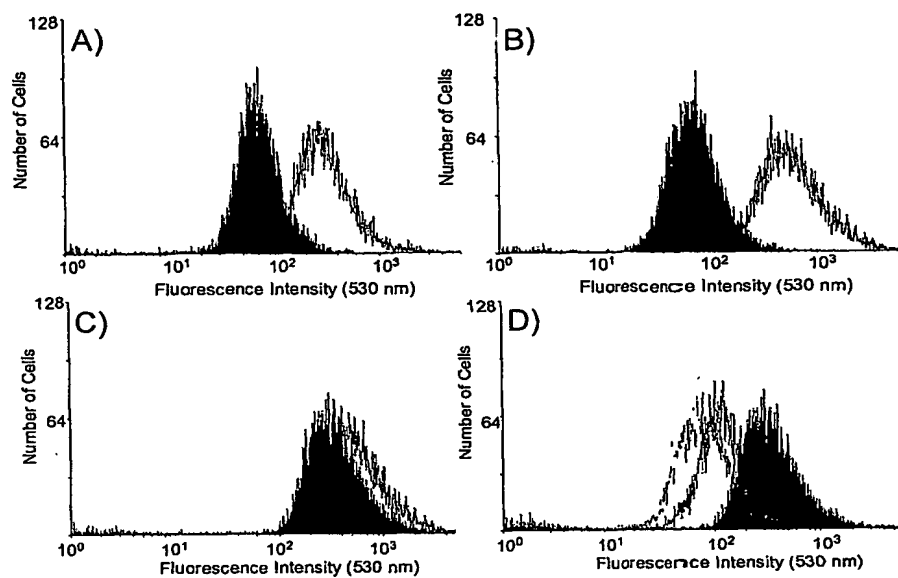 A)
128
64
Number of Cells
10⁰ 10¹ 10² 10³
Fluorescence Intensity (530 nm)
B)
128
64
Number of Cells
10⁰ 10¹ 10² 10³
Fluorescence Intensity (530 nm)
C)
128
64
Number of Cells
10⁰ 10¹ 10² 10³
Fluorescence Intensity (530 nm)
D)
128
64
Number of Cells
10⁰ 10¹ 10² 10³
Fluorescence Intensity (530 nm)